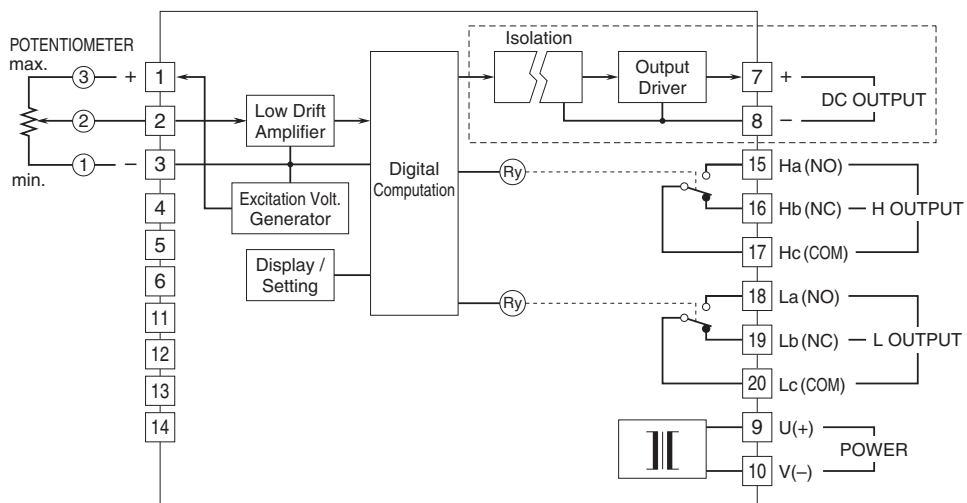 POTENTIOMETER
max.
3 +
2
1 −
min.
1
2
3
4
5
6
11
12
13
14
Low Drift
Amplifier
Excitation Volt.
Generator
Display /
Setting
Digital
Computation
Isolation
Output
Driver
Ry
Ry
7 +
8 −
DC OUTPUT
15 Ha (NO)
16 Hb (NC)
17 Hc (COM)
H OUTPUT
18 La (NO)
19 Lb (NC)
20 Lc (COM)
L OUTPUT
9 U(+)
10 V(−)
POWER